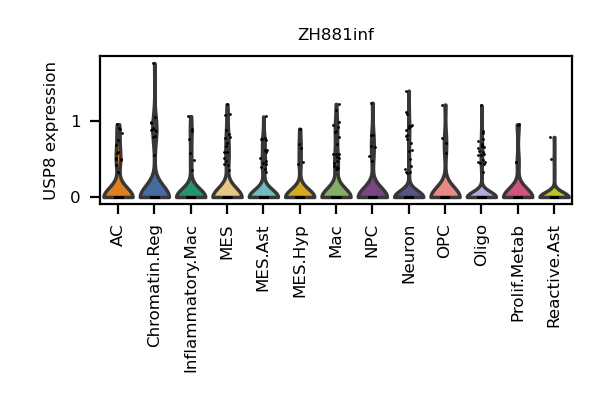 ZH881inf
USP8 expression
1
0
AC
Chromatin.Reg
Inflammatory.Mac
MES
MES.Ast
MES.Hyp
Mac
NPC
Neuron
OPC
Oligo
Prolif.Metab
Reactive.Ast